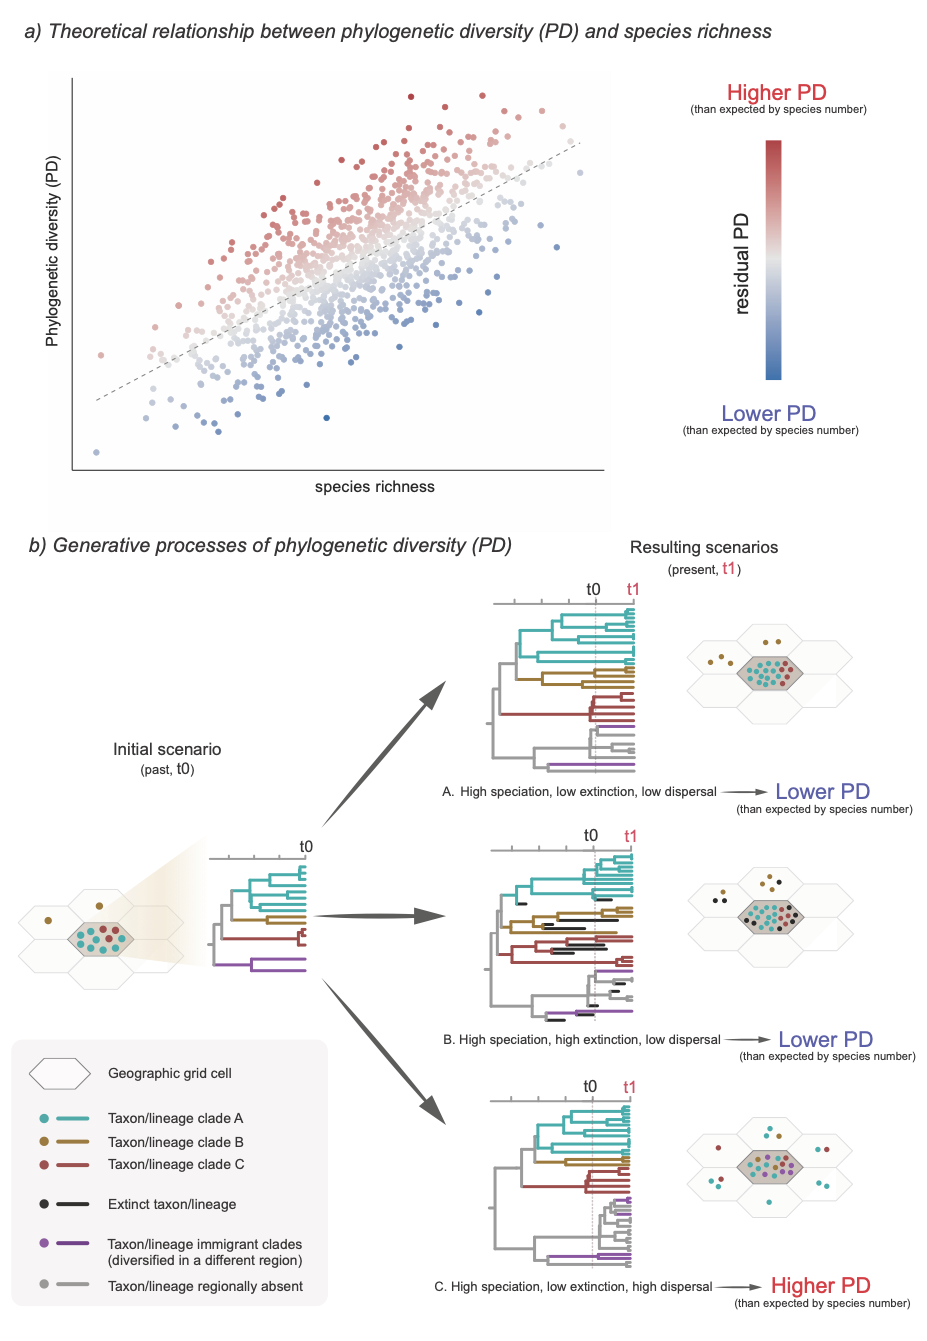 a) Theoretical relationship between phylogenetic diversity (PD) and species richness
Higher PD
(than expected by species number)
Phylogenetic diversity (PD)
residual PD
Lower PD
(than expected by species number)
species richness
b) Generative processes of phylogenetic diversity (PD)
Resulting scenarios
(present, t1)
t0 t1
Initial scenario
(past, t0)
A. High speciation, low extinction, low dispersal
Lower PD
(than expected by species number)
t0 t1
t0
B. High speciation, high extinction, low dispersal
Lower PD
(than expected by species number)
Geographic grid cell
t0 t1
Taxon/lineage clade A
Taxon/lineage clade B
Taxon/lineage clade C
Extinct taxon/lineage
Taxon/lineage immigrant clades
(diversified in a different region)
Taxon/lineage regionally absent
C. High speciation, low extinction, high dispersal
Higher PD
(than expected by species number)